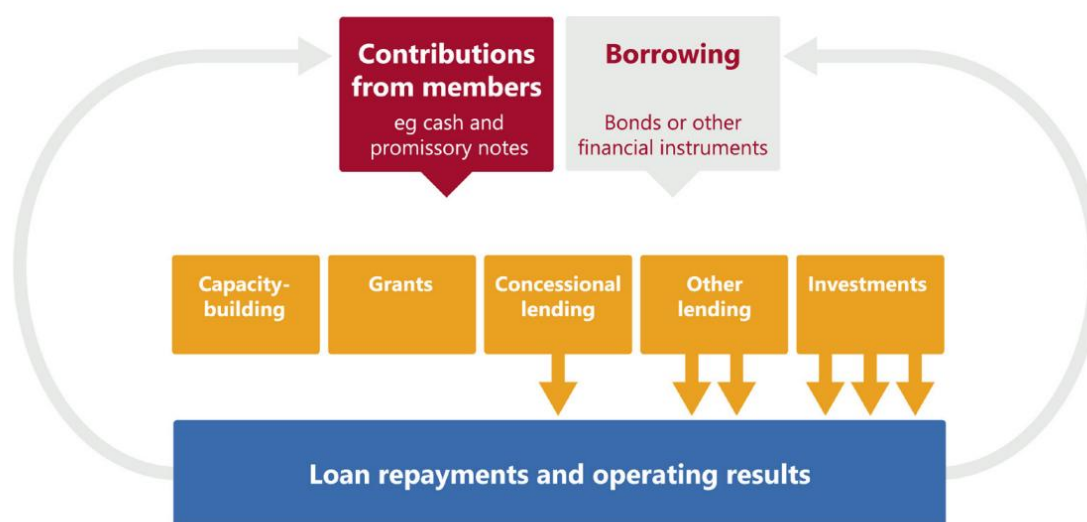 Contributions
from members
eg cash and
promissory notes
Borrowing
Bonds or other
financial instruments
Capacity-
building
Grants
Concessional
lending
Other
lending
Investments
Loan repayments and operating results